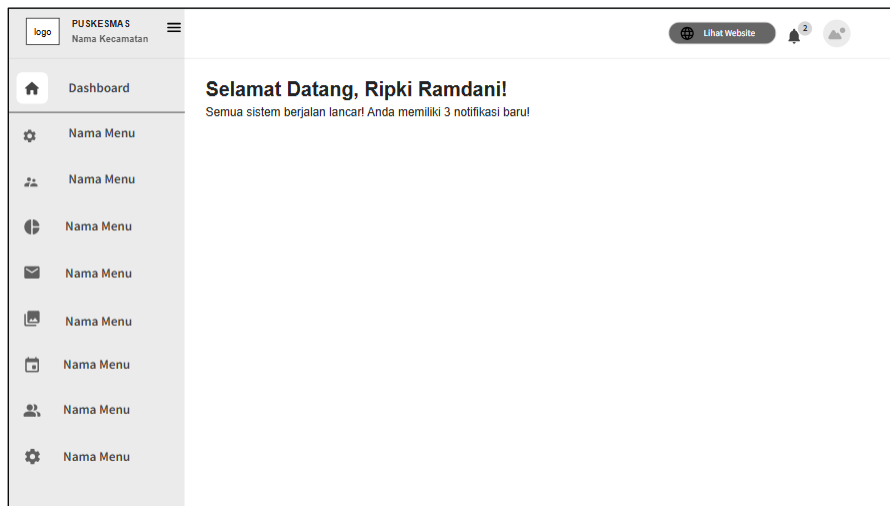 logo
PUSKESMAS
Nama Kecamatan
Lihat Website
2
Dashboard
Selamat Datang, Ripki Ramdani!
Semua sistem berjalan lancar! Anda memiliki 3 notifikasi baru!
Nama Menu
Nama Menu
Nama Menu
Nama Menu
Nama Menu
Nama Menu
Nama Menu
Nama Menu